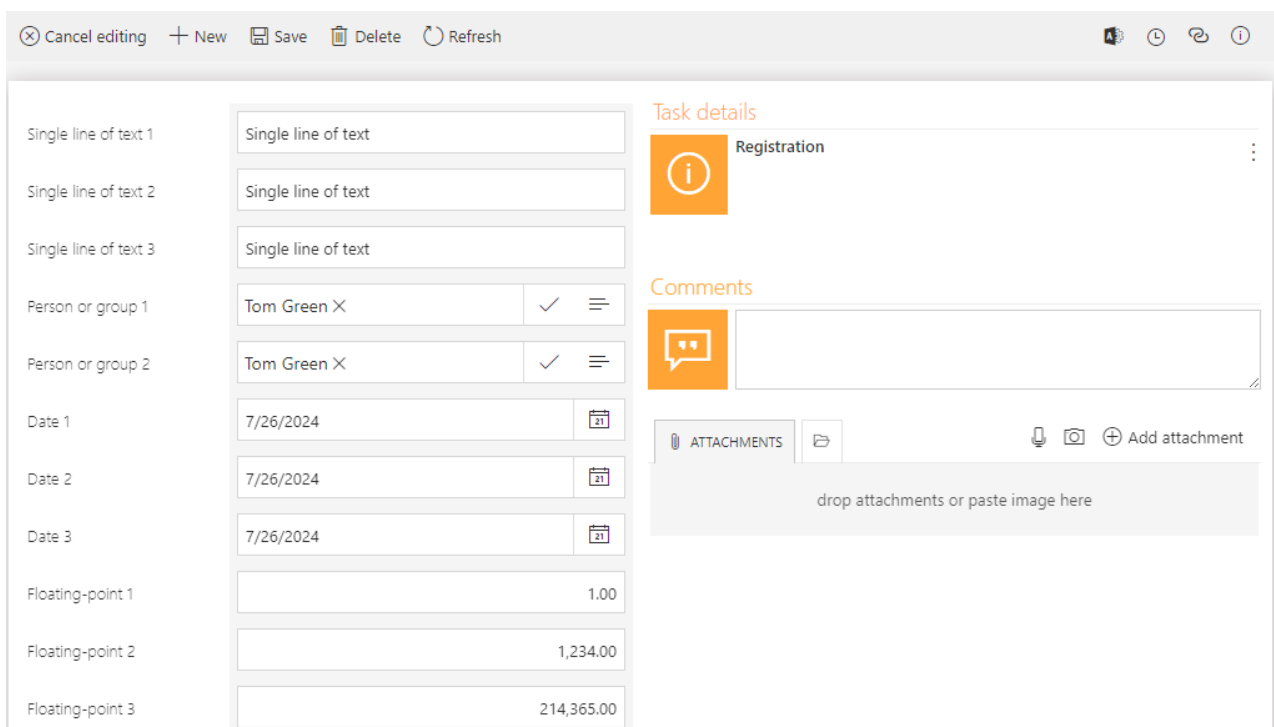 Cancel editing New Save Delete Refresh
Single line of text 1 Single line of text
Single line of text 2 Single line of text
Single line of text 3 Single line of text
Person or group 1 Tom Green
Person or group 2 Tom Green
Date 1 7/26/2024 21
Date 2 7/26/2024 21
Date 3 7/26/2024 21
Floating-point 1 1.00
Floating-point 2 1,234.00
Floating-point 3 214,365.00
Task details
Registration
Comments
ATTACHMENTS Add attachment
drop attachments or paste image here